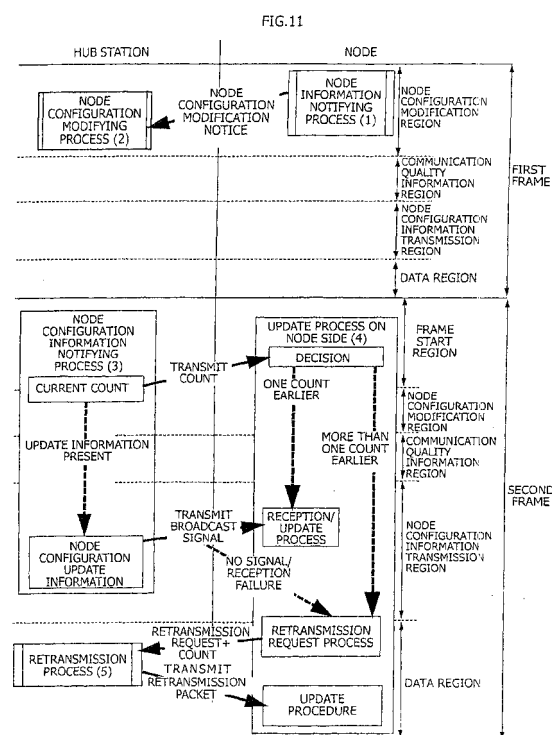 FIG.11
HUB STATION
NODE
NODE
CONFIGURATION
MODIFYING
PROCESS (2)
NODE
CONFIGURATION
MODIFICATION
NOTICE
NODE
INFORMATION
NOTIFYING
PROCESS (1)
NODE
CONFIGURATION
MODIFICATION
REGION
COMMUNICATION
QUALITY
INFORMATION
REGION
NODE
CONFIGURATION
INFORMATION
TRANSMISSION
REGION
DATA REGION
FIRST
FRAME
NODE
CONFIGURATION
INFORMATION
NOTIFYING
PROCESS (3)
CURRENT COUNT
TRANSMIT
COUNT
UPDATE PROCESS ON
NODE SIDE (4)
DECISION
ONE COUNT
EARLIER
MORE THAN
ONE COUNT
EARLIER
UPDATE INFORMATION
PRESENT
FRAME
START
REGION
NODE
CONFIGURATION
MODIFICATION
REGION
COMMUNICATION
QUALITY
INFORMATION
REGION
NODE
CONFIGURATION
UPDATE
INFORMATION
TRANSMIT
BROADCAST
SIGNAL
RECEPTION/
UPDATE
PROCESS
NO SIGNAL/
RECEPTION
FAILURE
NODE
CONFIGURATION
INFORMATION
TRANSMISSION
REGION
SECOND
FRAME
RETRANSMISSION
REQUEST+
COUNT
RETRANSMISSION
REQUEST PROCESS
RETRANSMISSION
PROCESS (5)
TRANSMIT
RETRANSMISSION
PACKET
UPDATE
PROCEDURE
DATA REGION